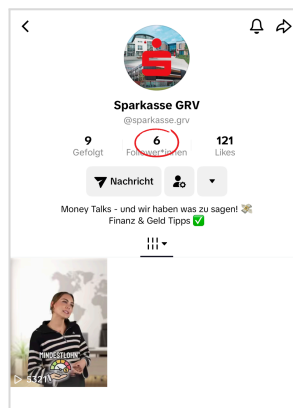 Sparkasse GRV
@sparkasse.grv
9 6 121
Gefolgt Follower*innen Likes
Nachricht
Money Talks - und wir haben was zu sagen! 💸
Finanz & Geld Tipps ✅
MINDESTLOHN
5321